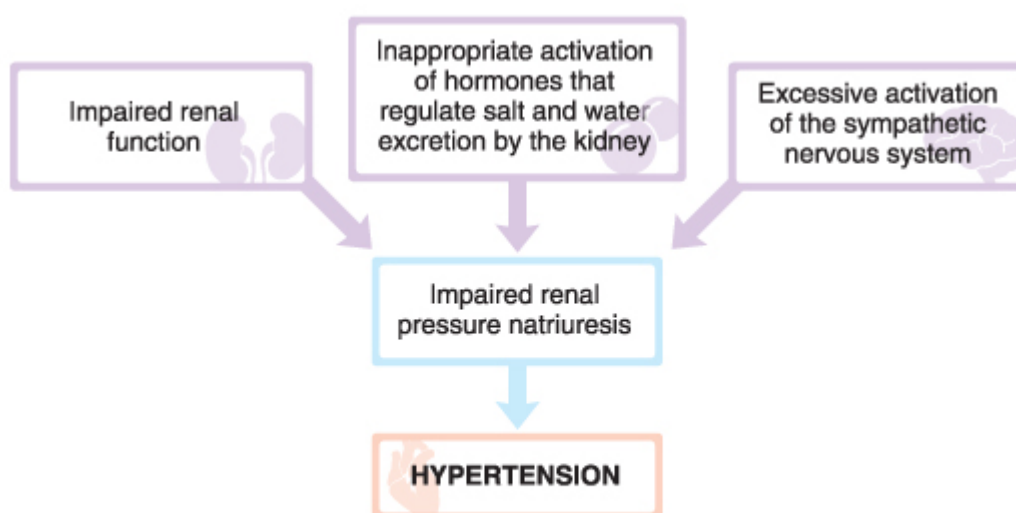 Impaired renal
function
Inappropriate activation
of hormones that
regulate salt and water
excretion by the kidney
Excessive activation
of the sympathetic
nervous system
Impaired renal
pressure natriuresis
HYPERTENSION